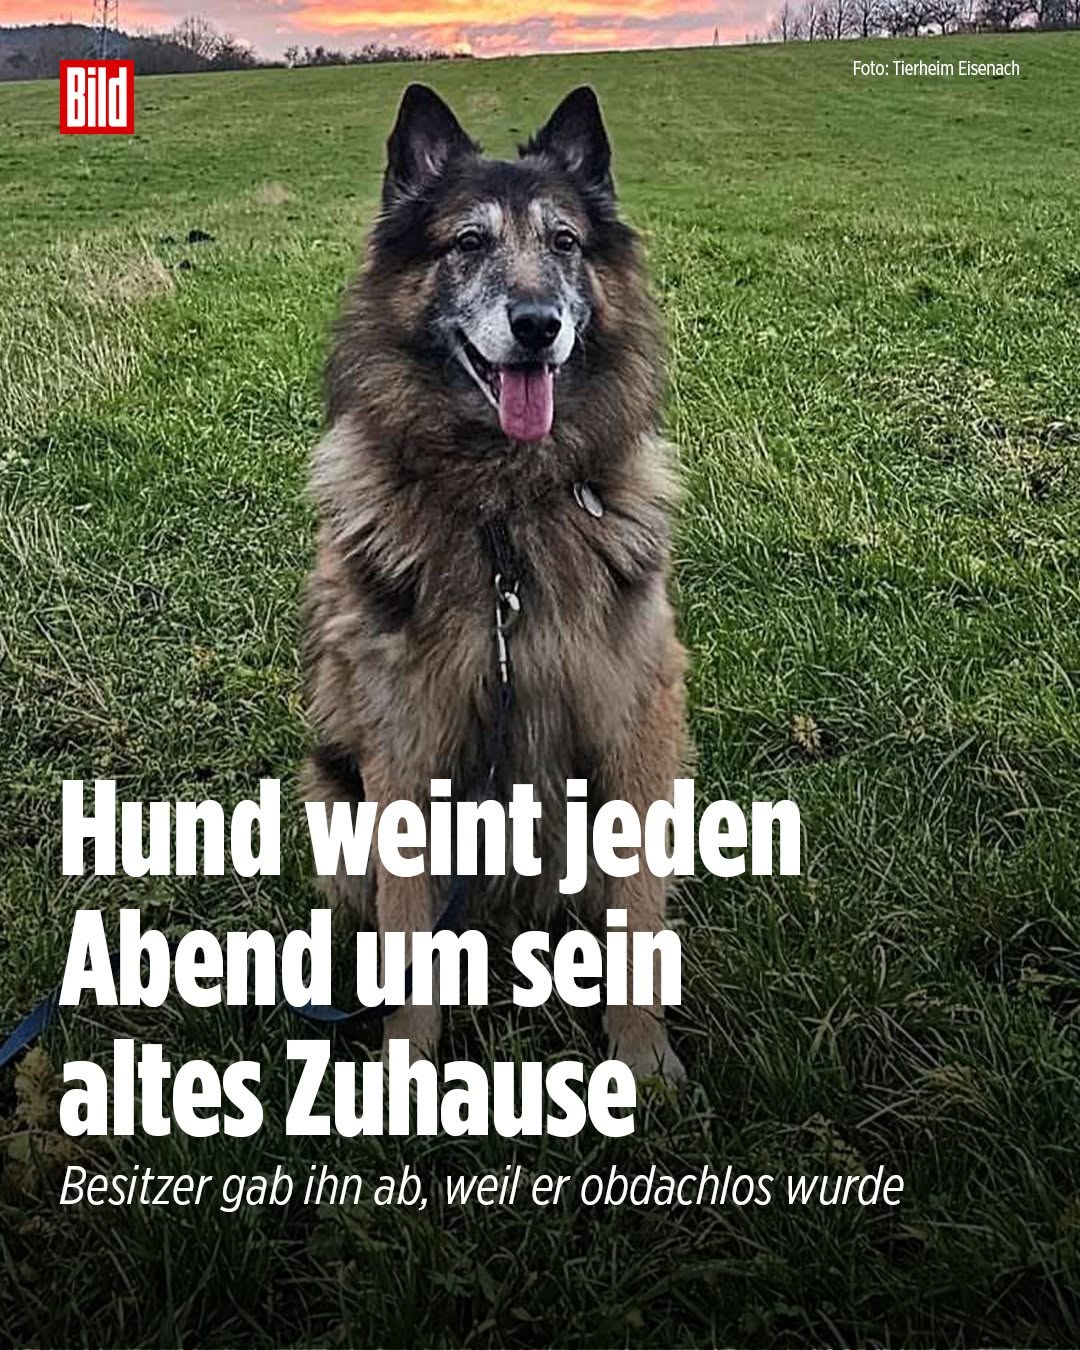 Bild
Foto: Tierheim Eisenach
Hund weint jeden
Abend um sein
altes Zuhause
Besitzer gab ihn ab, weil er obdachlos wurde